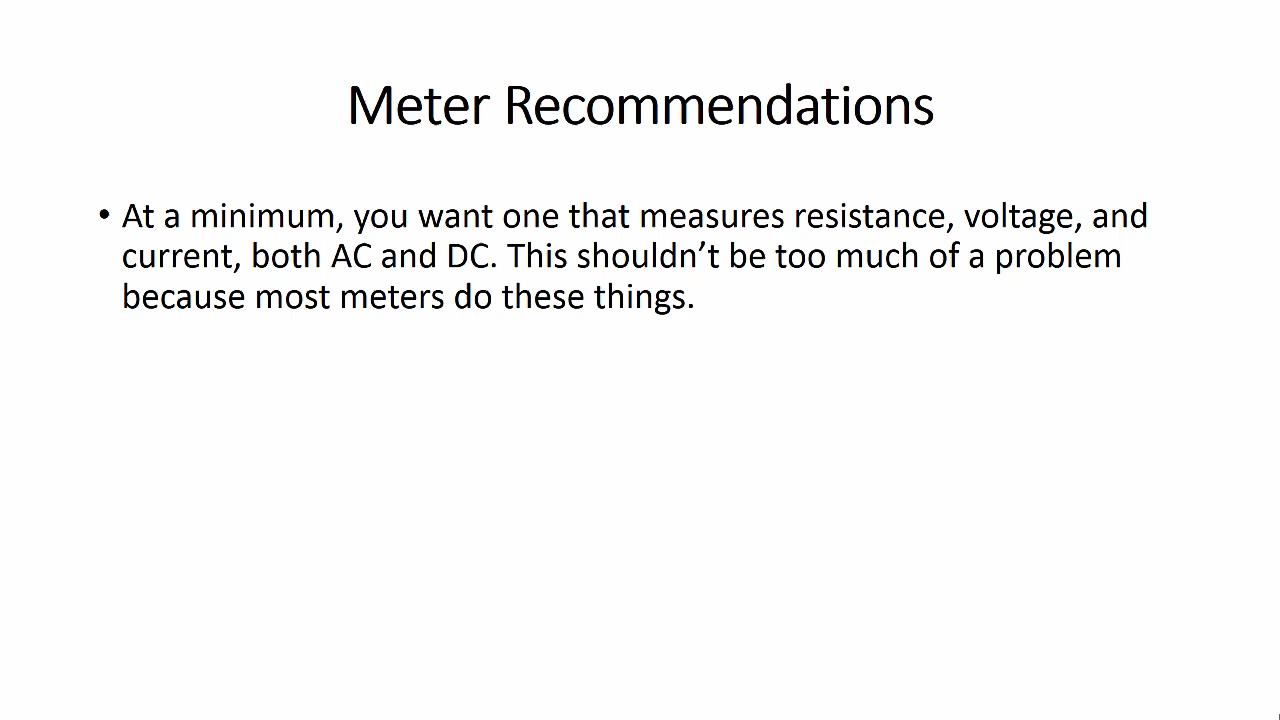 Meter Recommendations
• At a minimum, you want one that measures resistance, voltage, and
current, both AC and DC. This shouldn’t be too much of a problem
because most meters do these things.